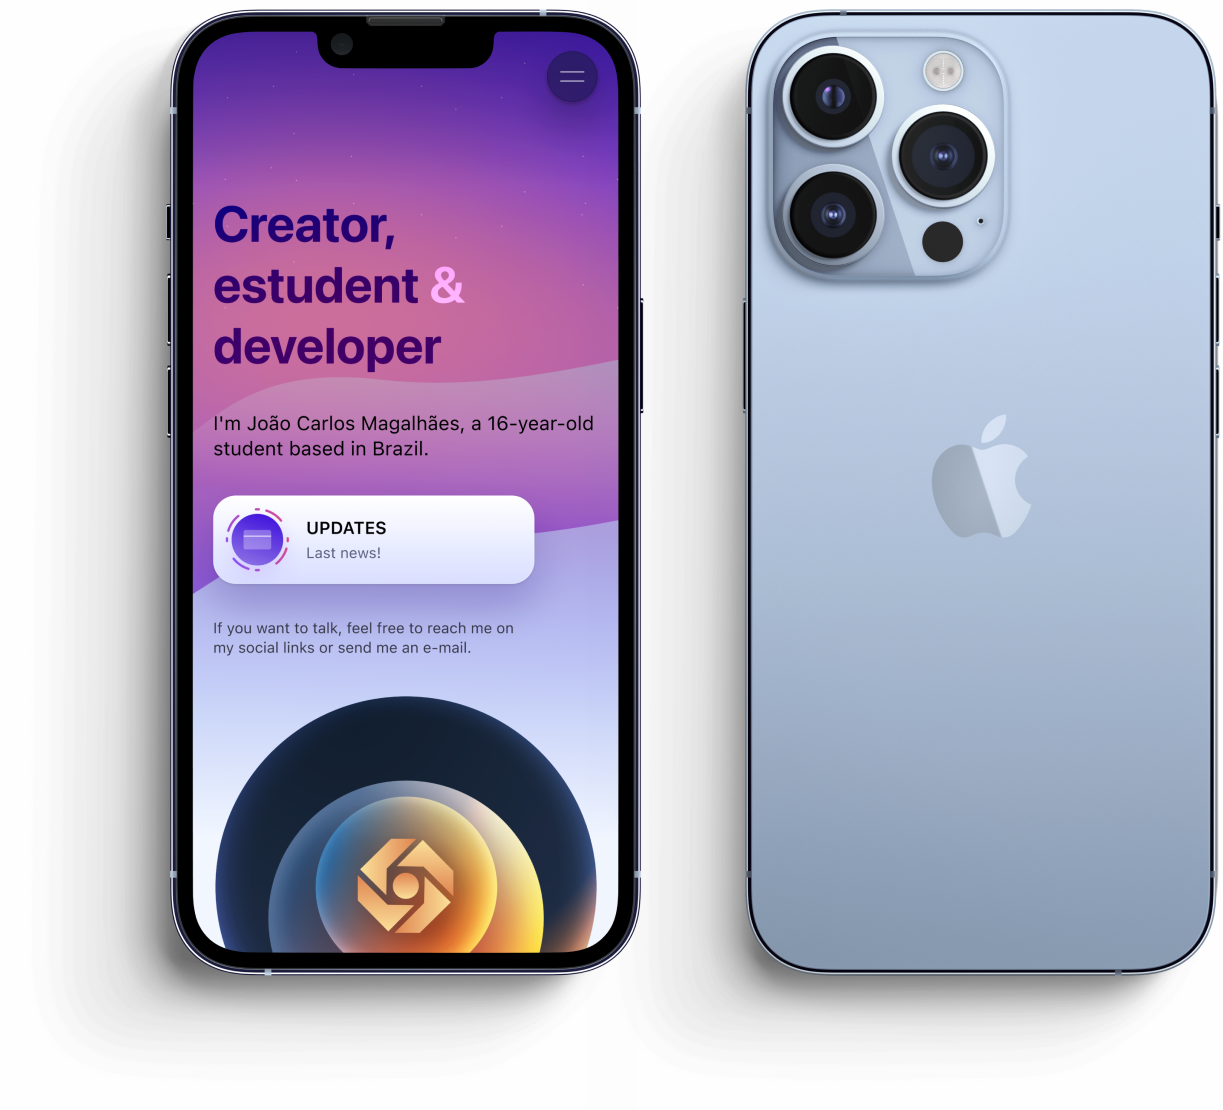 Creator,
estudent &
developer
I'm João Carlos Magalhães, a 16-year-old
student based in Brazil.
UPDATES
Last news!
If you want to talk, feel free to reach me on
my social links or send me an e-mail.